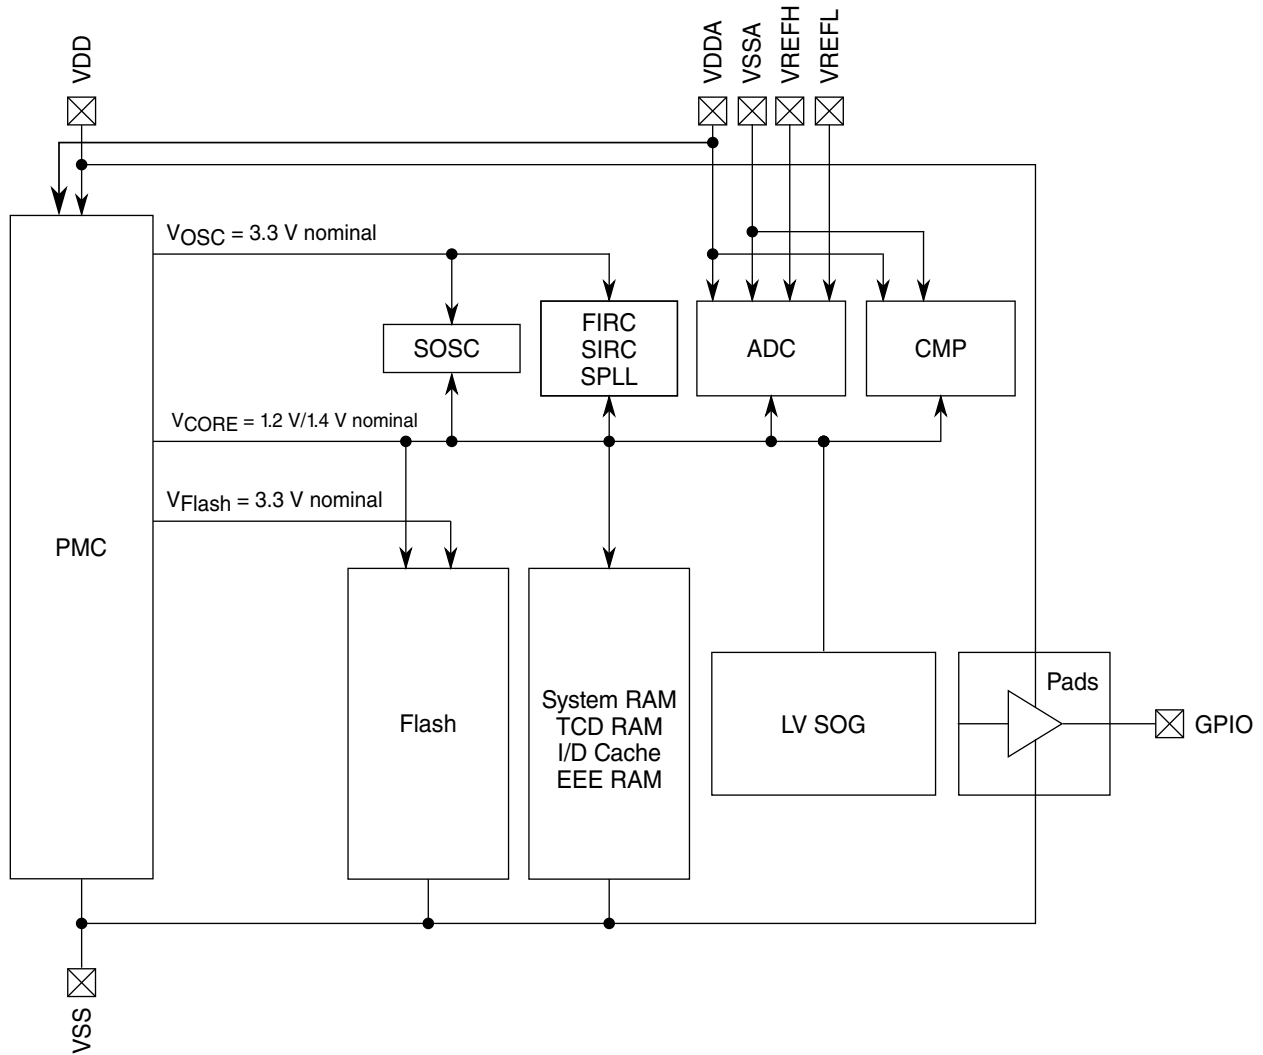 VDD
VDDA
VSSA
VREFH
VREFL
VOSC = 3.3 V nominal
SOSC
FIRC
SIRC
SPLL
ADC
CMP
VCORE = 1.2 V/1.4 V nominal
VFlash = 3.3 V nominal
PMC
Flash
System RAM
TCD RAM
I/D Cache
EEE RAM
LV SOG
Pads
GPIO
VSS